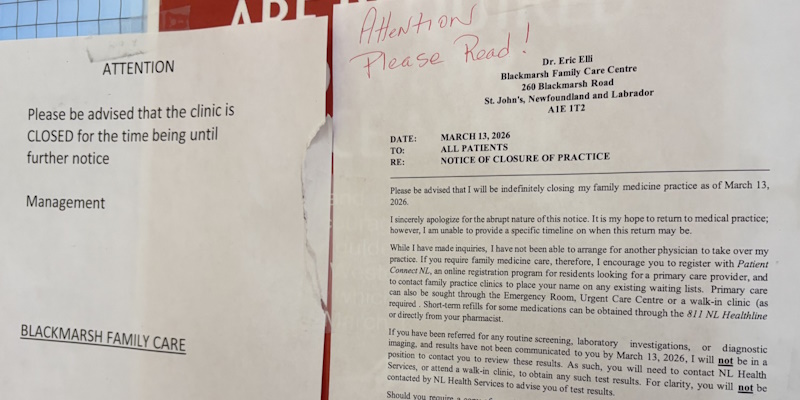 ATTENTION
Please be advised that the clinic is
CLOSED for the time being until
further notice
Management
BLACKMARSH FAMILY CARE
Attention
Please Read!
Dr. Eric Elli
Blackmarsh Family Care Centre
260 Blackmarsh Road
St. John's, Newfoundland and Labrador
A1E 1T2
DATE: MARCH 13, 2026
TO: ALL PATIENTS
RE: NOTICE OF CLOSURE OF PRACTICE
Please be advised that I will be indefinitely closing my family medicine practice as of March 13,
2026.
I sincerely apologize for the abrupt nature of this notice. It is my hope to return to medical practice;
however, I am unable to provide a specific timeline on when this return may be.
While I have made inquiries, I have not been able to arrange for another physician to take over my
practice. If you require family medicine care, therefore, I encourage you to register with Patient
Connect NL, an online registration program for residents looking for a primary care provider, and
to contact family practice clinics to place your name on any existing waiting lists. Primary care
can also be sought through the Emergency Room, Urgent Care Centre or a walk-in clinic (as
required . Short-term refills for some medications can be obtained through the 811 NL Healthline
or directly from your pharmacist.
If you have been referred for any routine screening, laboratory investigations, or diagnostic
imaging, and results have not been communicated to you by March 13, 2026, I will not be in a
position to contact you to review these results. As such, you will need to contact NL Health
Services, or attend a walk-in clinic, to obtain any such test results. For clarity, you will not be
contacted by NL Health Services to advise you of test results.
Should you require a